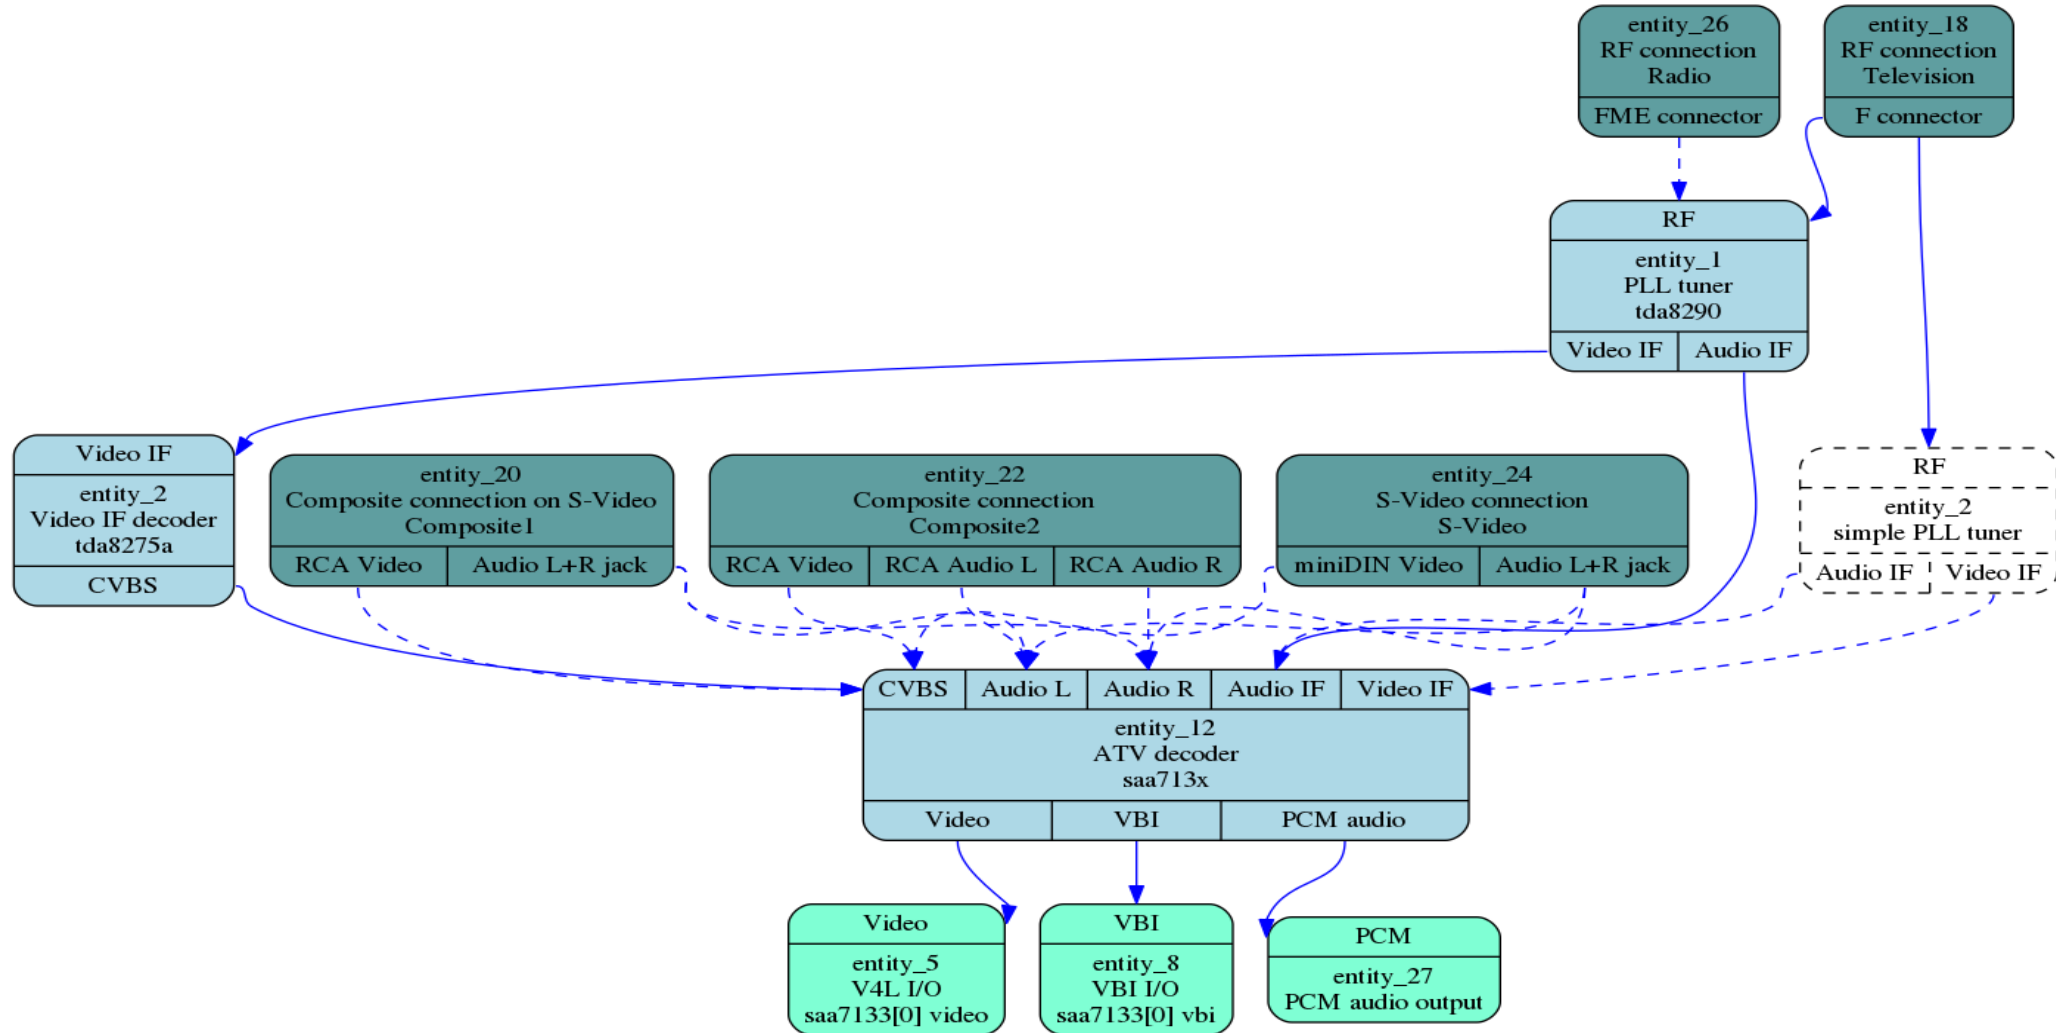 entity_26
RF connection
Radio
FME connector
entity_18
RF connection
Television
F connector
RF
entity_1
PLL tuner
tda8290
Video IF
Audio IF
Video IF
entity_2
Video IF decoder
tda8275a
CVBS
entity_20
Composite connection on S-Video
Composite1
RCA Video
Audio L+R jack
entity_22
Composite connection
Composite2
RCA Video
RCA Audio L
RCA Audio R
entity_24
S-Video connection
S-Video
miniDIN Video
Audio L+R jack
RF
entity_2
simple PLL tuner
Audio IF
Video IF
CVBS
Audio L
Audio R
Audio IF
Video IF
entity_12
ATV decoder
saa713x
Video
VBI
PCM audio
Video
entity_5
V4L I/O
saa7133[0] video
VBI
entity_8
VBI I/O
saa7133[0] vbi
PCM
entity_27
PCM audio output